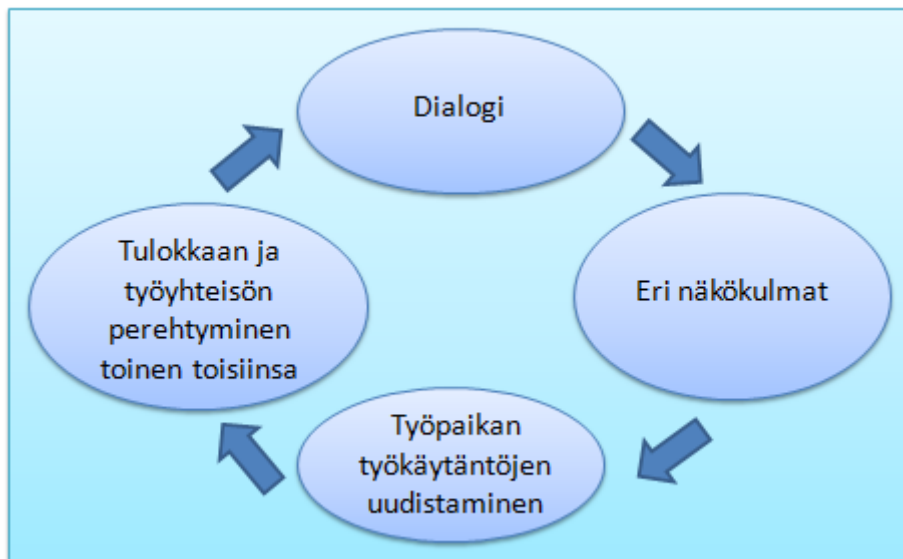 Dialogi
Eri näkökulmat
Työpaikan
työkäytäntöjen
uudistaminen
Tulokkaan ja
työyhteisön
perehtyminen
toinen toisiinsa